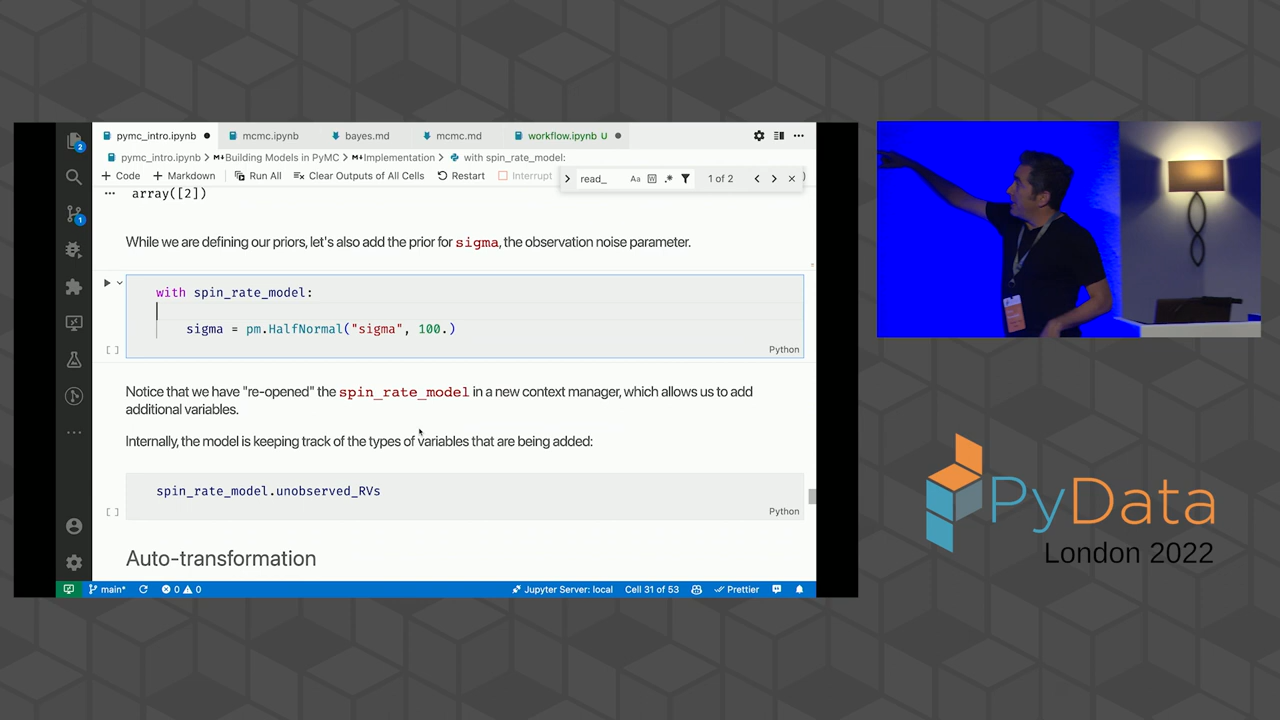 pymc_intro.ipynb
mcmc.ipynb
bayes.md
mcmc.md
workflow.ipynb U
pymc_intro.ipynb > M↓Building Models in PyMC > M↓Implementation > with spin_rate_model:
+ Code + Markdown Run All Clear Outputs of All Cells Restart Interrupt
read_ Aa .* 1 of 2
... array([2])
While we are defining our priors, let's also add the prior for sigma, the observation noise parameter.
with spin_rate_model:
sigma = pm.HalfNormal("sigma", 100.)
[ ] Python
Notice that we have "re-opened" the spin_rate_model in a new context manager, which allows us to add
additional variables.
Internally, the model is keeping track of the types of variables that are being added:
spin_rate_model.unobserved_RVs
[ ] Python
Auto-transformation
2
1
main* 0 0 Jupyter Server: local Cell 31 of 53 Prettier
PyData
London 2022